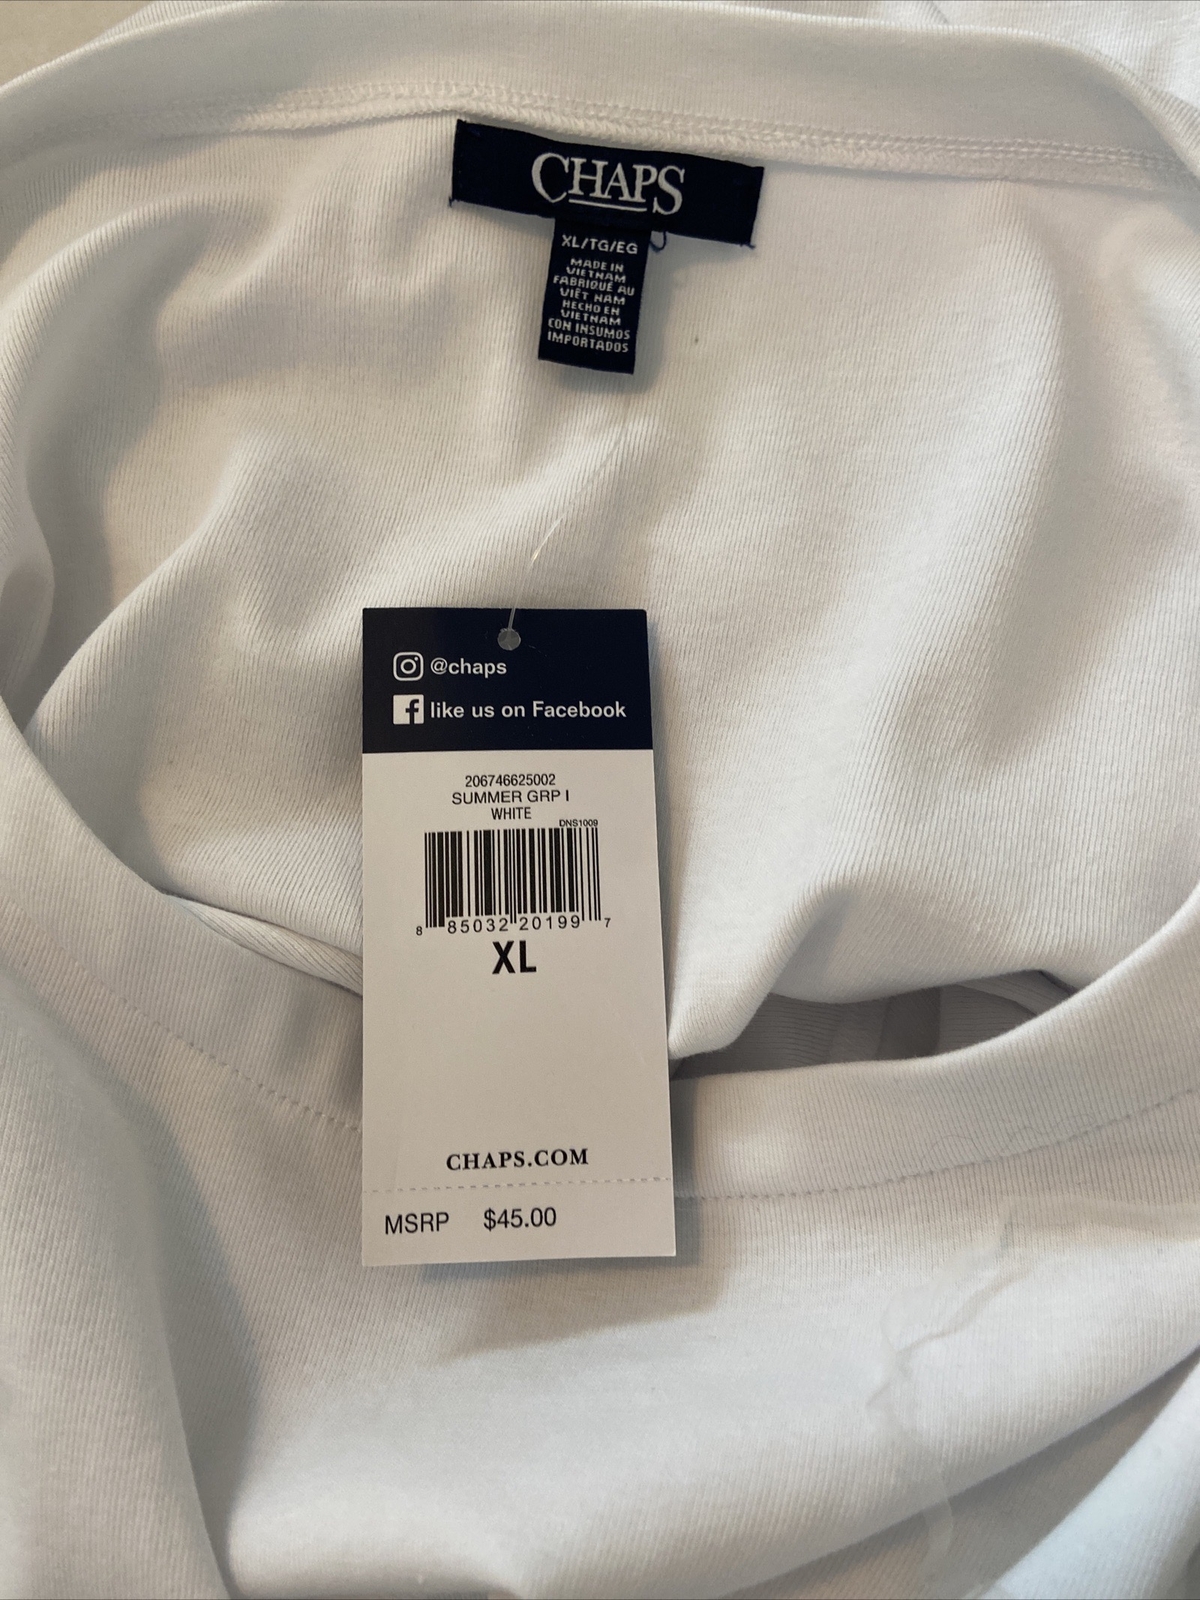 CHAPS
XL/TG/EG
MADE IN
VIETNAM
FABRIQUÉ AU
VIÊT NAM
HECHO EN
VIETNAM
CON INSUMOS
IMPORTADOS
@chaps
like us on Facebook
206746625002
SUMMER GRP I
WHITE
DNS1009
8 85032 20199 7
XL
CHAPS.COM
MSRP $45.00